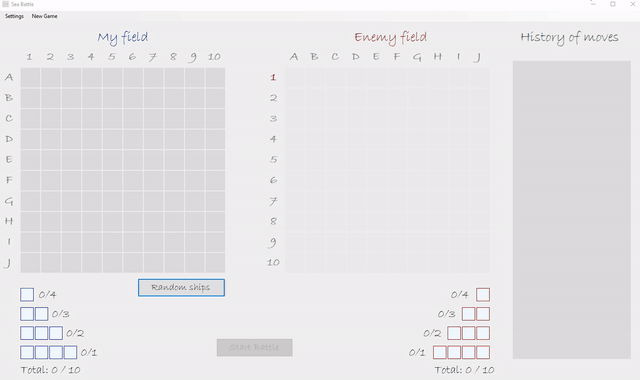 Sea Battle
Settings New Game
My field
Enemy field
History of moves
1 2 3 4 5 6 7 8 9 10
A B C D E F G H I J
A
B
C
D
E
F
G
H
I
J
1
2
3
4
5
6
7
8
9
10
Random ships
0/4
0/3
0/2
0/1
Total: 0 / 10
Start Battle
0/4
0/3
0/2
0/1
Total: 0 / 10